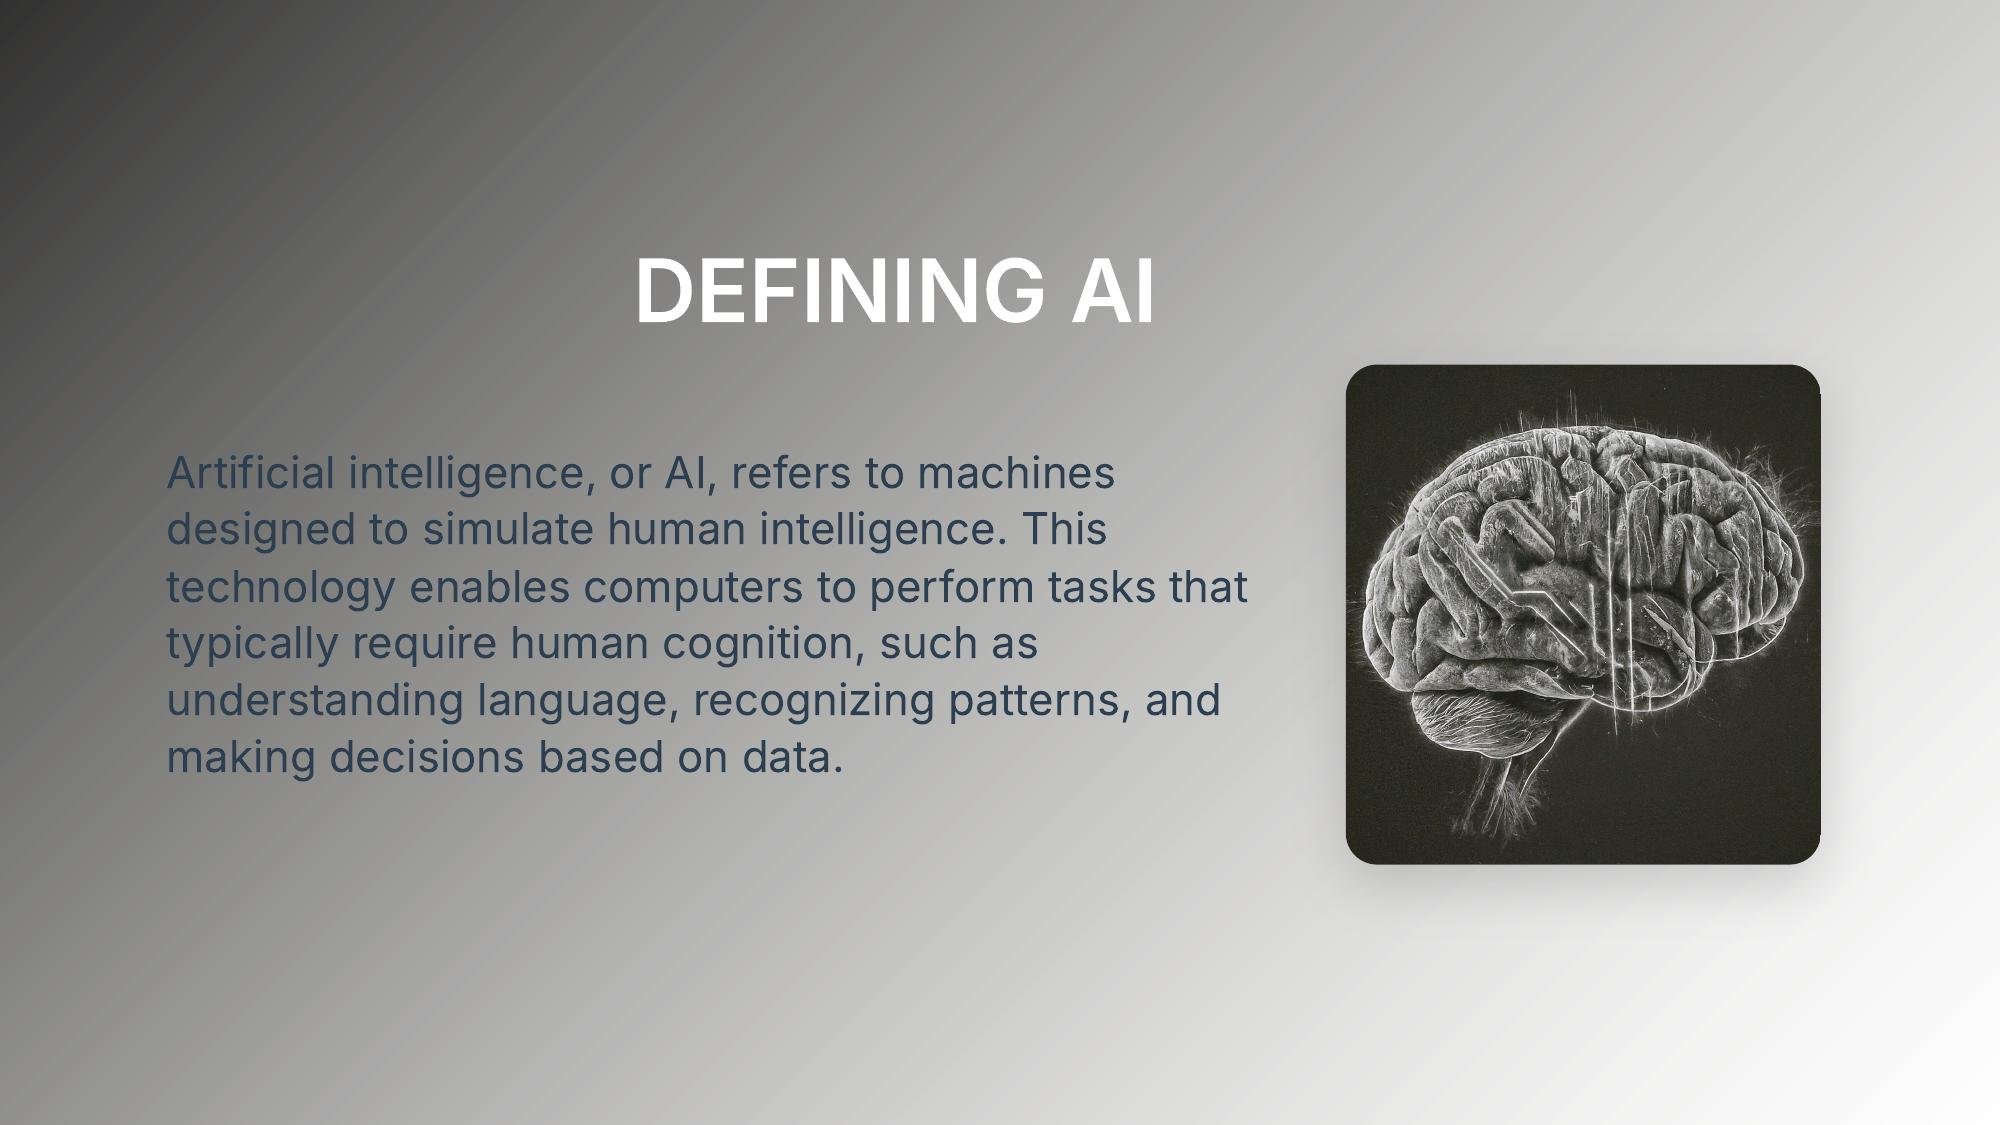 DEFINING AI
Artificial intelligence, or AI, refers to machines
designed to simulate human intelligence. This
technology enables computers to perform tasks that
typically require human cognition, such as
understanding language, recognizing patterns, and
making decisions based on data.